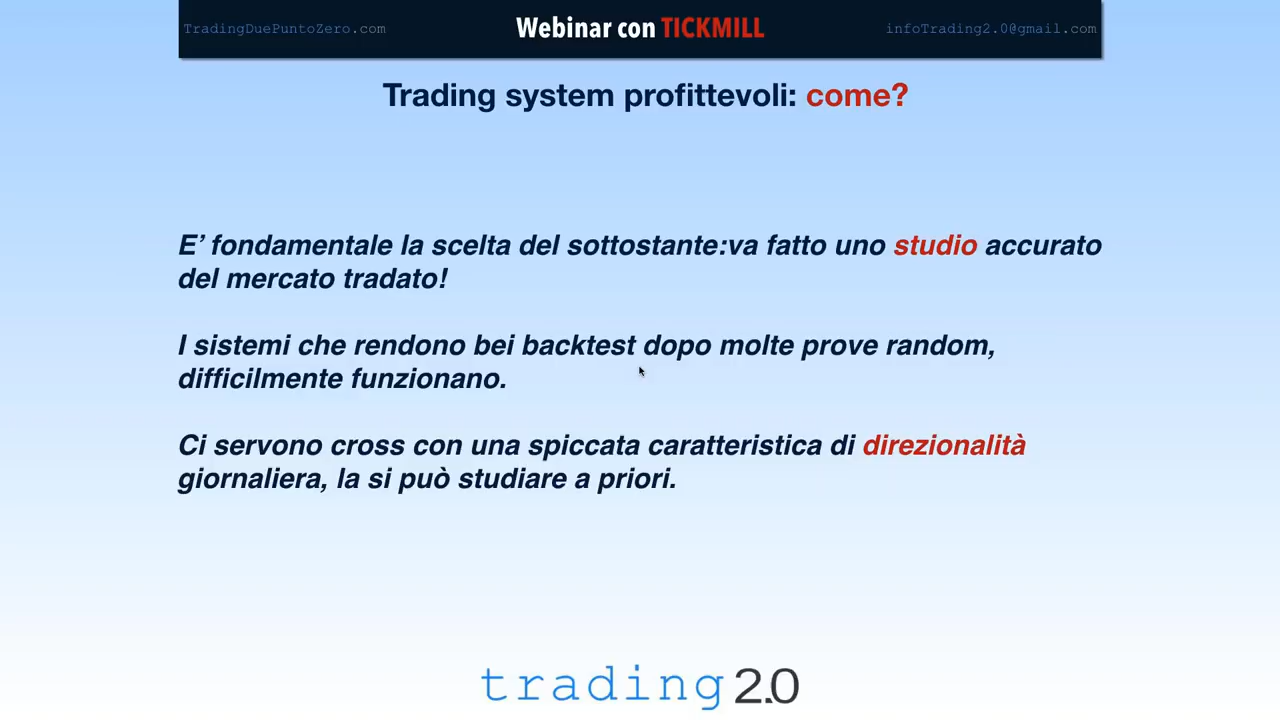 TradingDuePuntoZero.com
Webinar con TICKMILL
infoTrading2.0@gmail.com
Trading system profittevoli: come?
E’ fondamentale la scelta del sottostante:va fatto uno studio accurato
del mercato tradato!
I sistemi che rendono bei backtest dopo molte prove random,
difficilmente funzionano.
Ci servono cross con una spiccata caratteristica di direzionalità
giornaliera, la si può studiare a priori.
trading 2.0